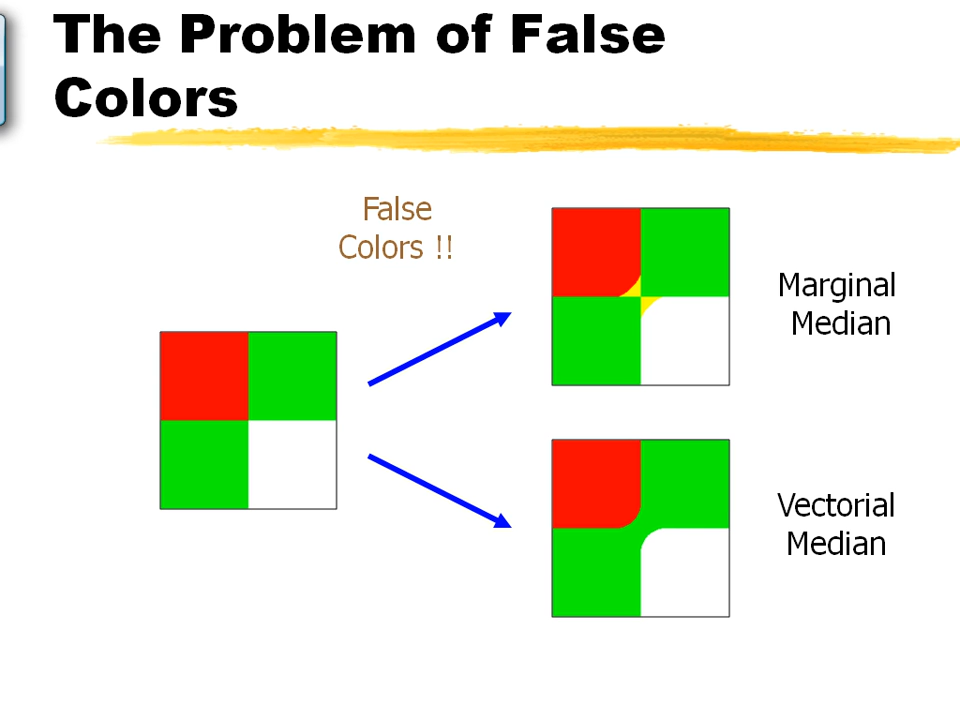 The Problem of False
Colors
False
Colors !!
Marginal
Median
Vectorial
Median